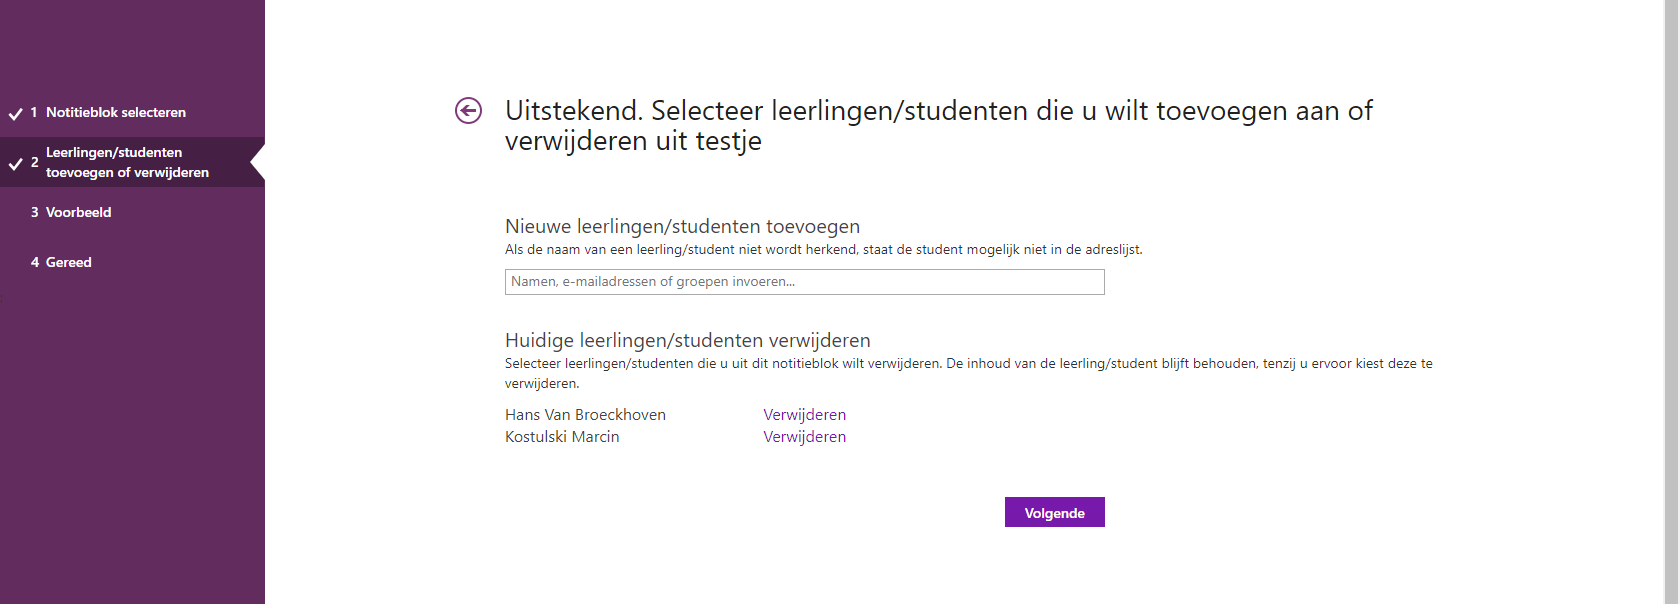 1 Notitieblok selecteren
2 Leerlingen/studenten
toevoegen of verwijderen
3 Voorbeeld
4 Gereed
Uitstekend. Selecteer leerlingen/studenten die u wilt toevoegen aan of
verwijderen uit testje
Nieuwe leerlingen/studenten toevoegen
Als de naam van een leerling/student niet wordt herkend, staat de student mogelijk niet in de adreslijst.
Namen, e-mailadressen of groepen invoeren...
Huidige leerlingen/studenten verwijderen
Selecteer leerlingen/studenten die u uit dit notitieblok wilt verwijderen. De inhoud van de leerling/student blijft behouden, tenzij u ervoor kiest deze te
verwijderen.
Hans Van Broeckhoven Verwijderen
Kostulski Marcin Verwijderen
Volgende